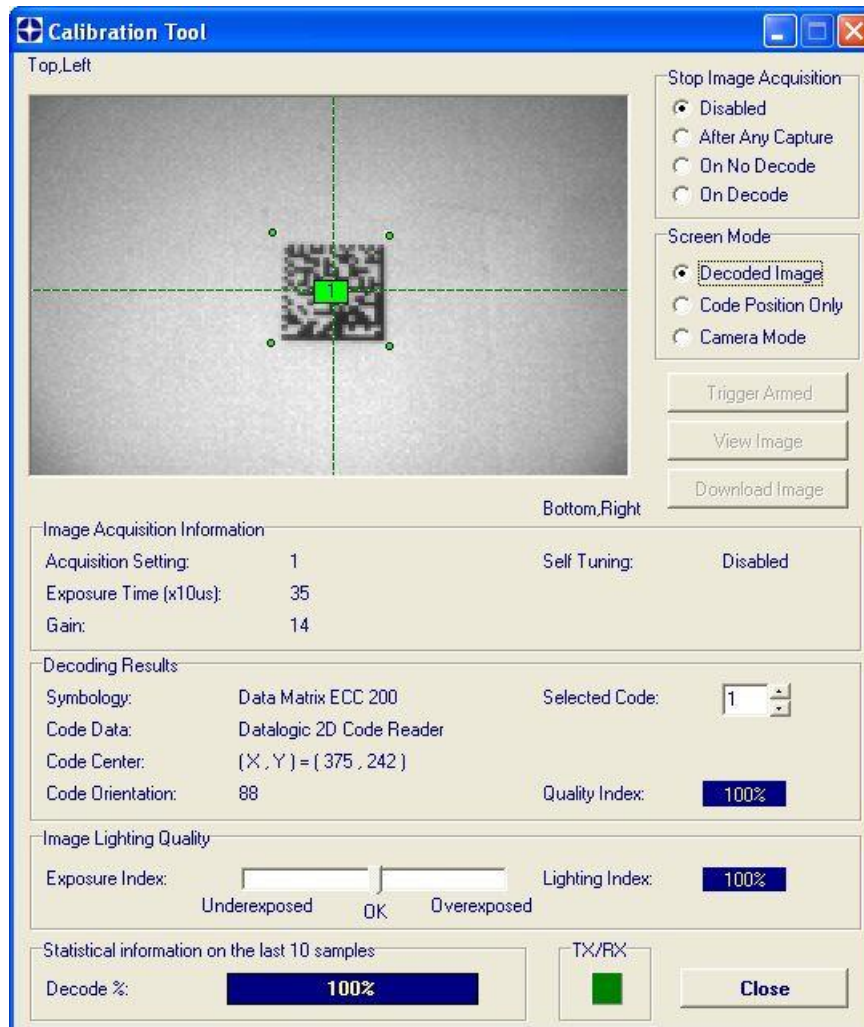 Calibration Tool
Top,Left
1
Bottom,Right
Stop Image Acquisition
Disabled
After Any Capture
On No Decode
On Decode
Screen Mode
Decoded Image
Code Position Only
Camera Mode
Trigger Armed
View Image
Download Image
Image Acquisition Information
Acquisition Setting: 1 Self Tuning: Disabled
Exposure Time (x10us): 35
Gain: 14
Decoding Results
Symbology: Data Matrix ECC 200 Selected Code: 1
Code Data: Datalogic 2D Code Reader
Code Center: ( X , Y ) = ( 375 , 242 )
Code Orientation: 88 Quality Index: 100%
Image Lighting Quality
Exposure Index: Lighting Index: 100%
Underexposed OK Overexposed
Statistical information on the last 10 samples
Decode %: 100%
TX/RX
Close